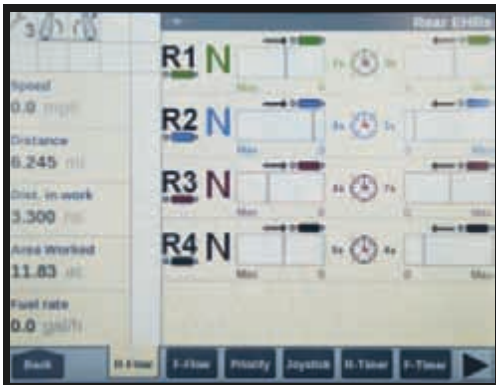 Rear EHRs
3
R1 N
Max 0
R2 N
Max 0
R3 N
Max 0
R4 N
Max 0
Speed
0.0 mph
Distance
6.245 mi
Dist. in work
3.300 mi
Area Worked
11.83 ac
Fuel rate
0.0 gal/h
Back
R-Flow
F-Flow
Priority
Joystick
R-Timer
F-Timer